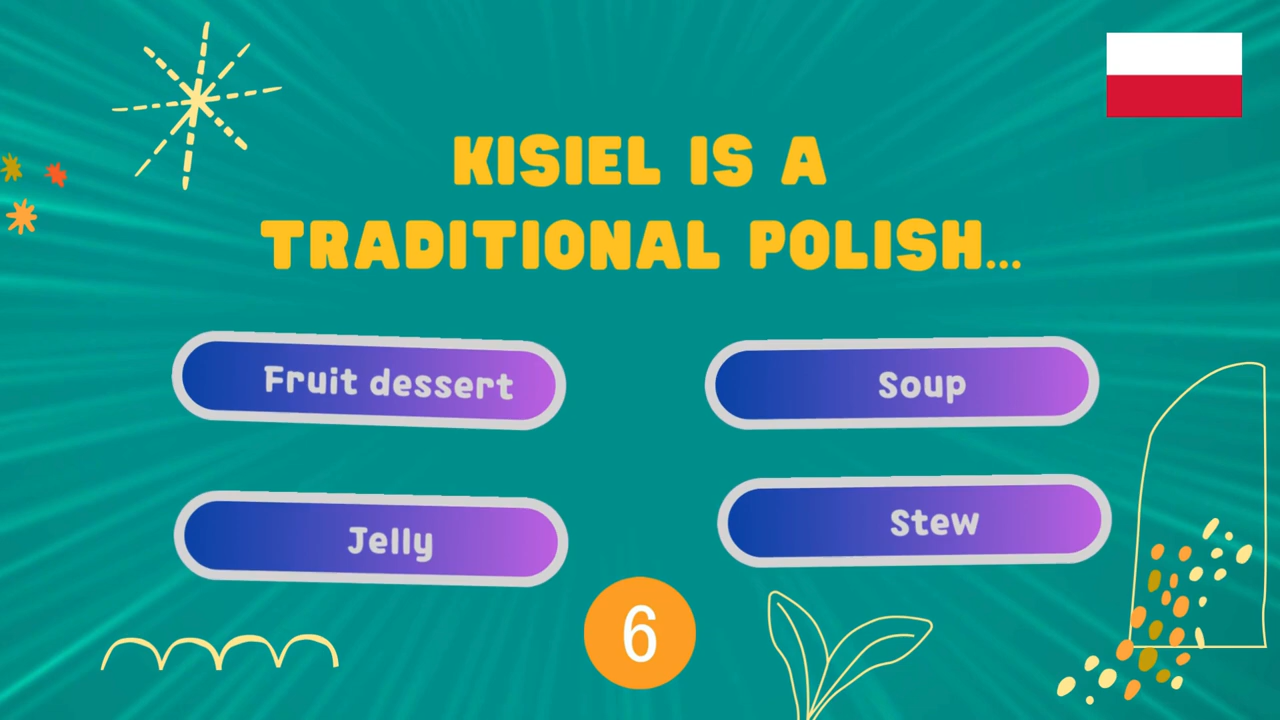 KISIEL IS A
TRADITIONAL POLISH...
Fruit dessert
Soup
Jelly
Stew
6